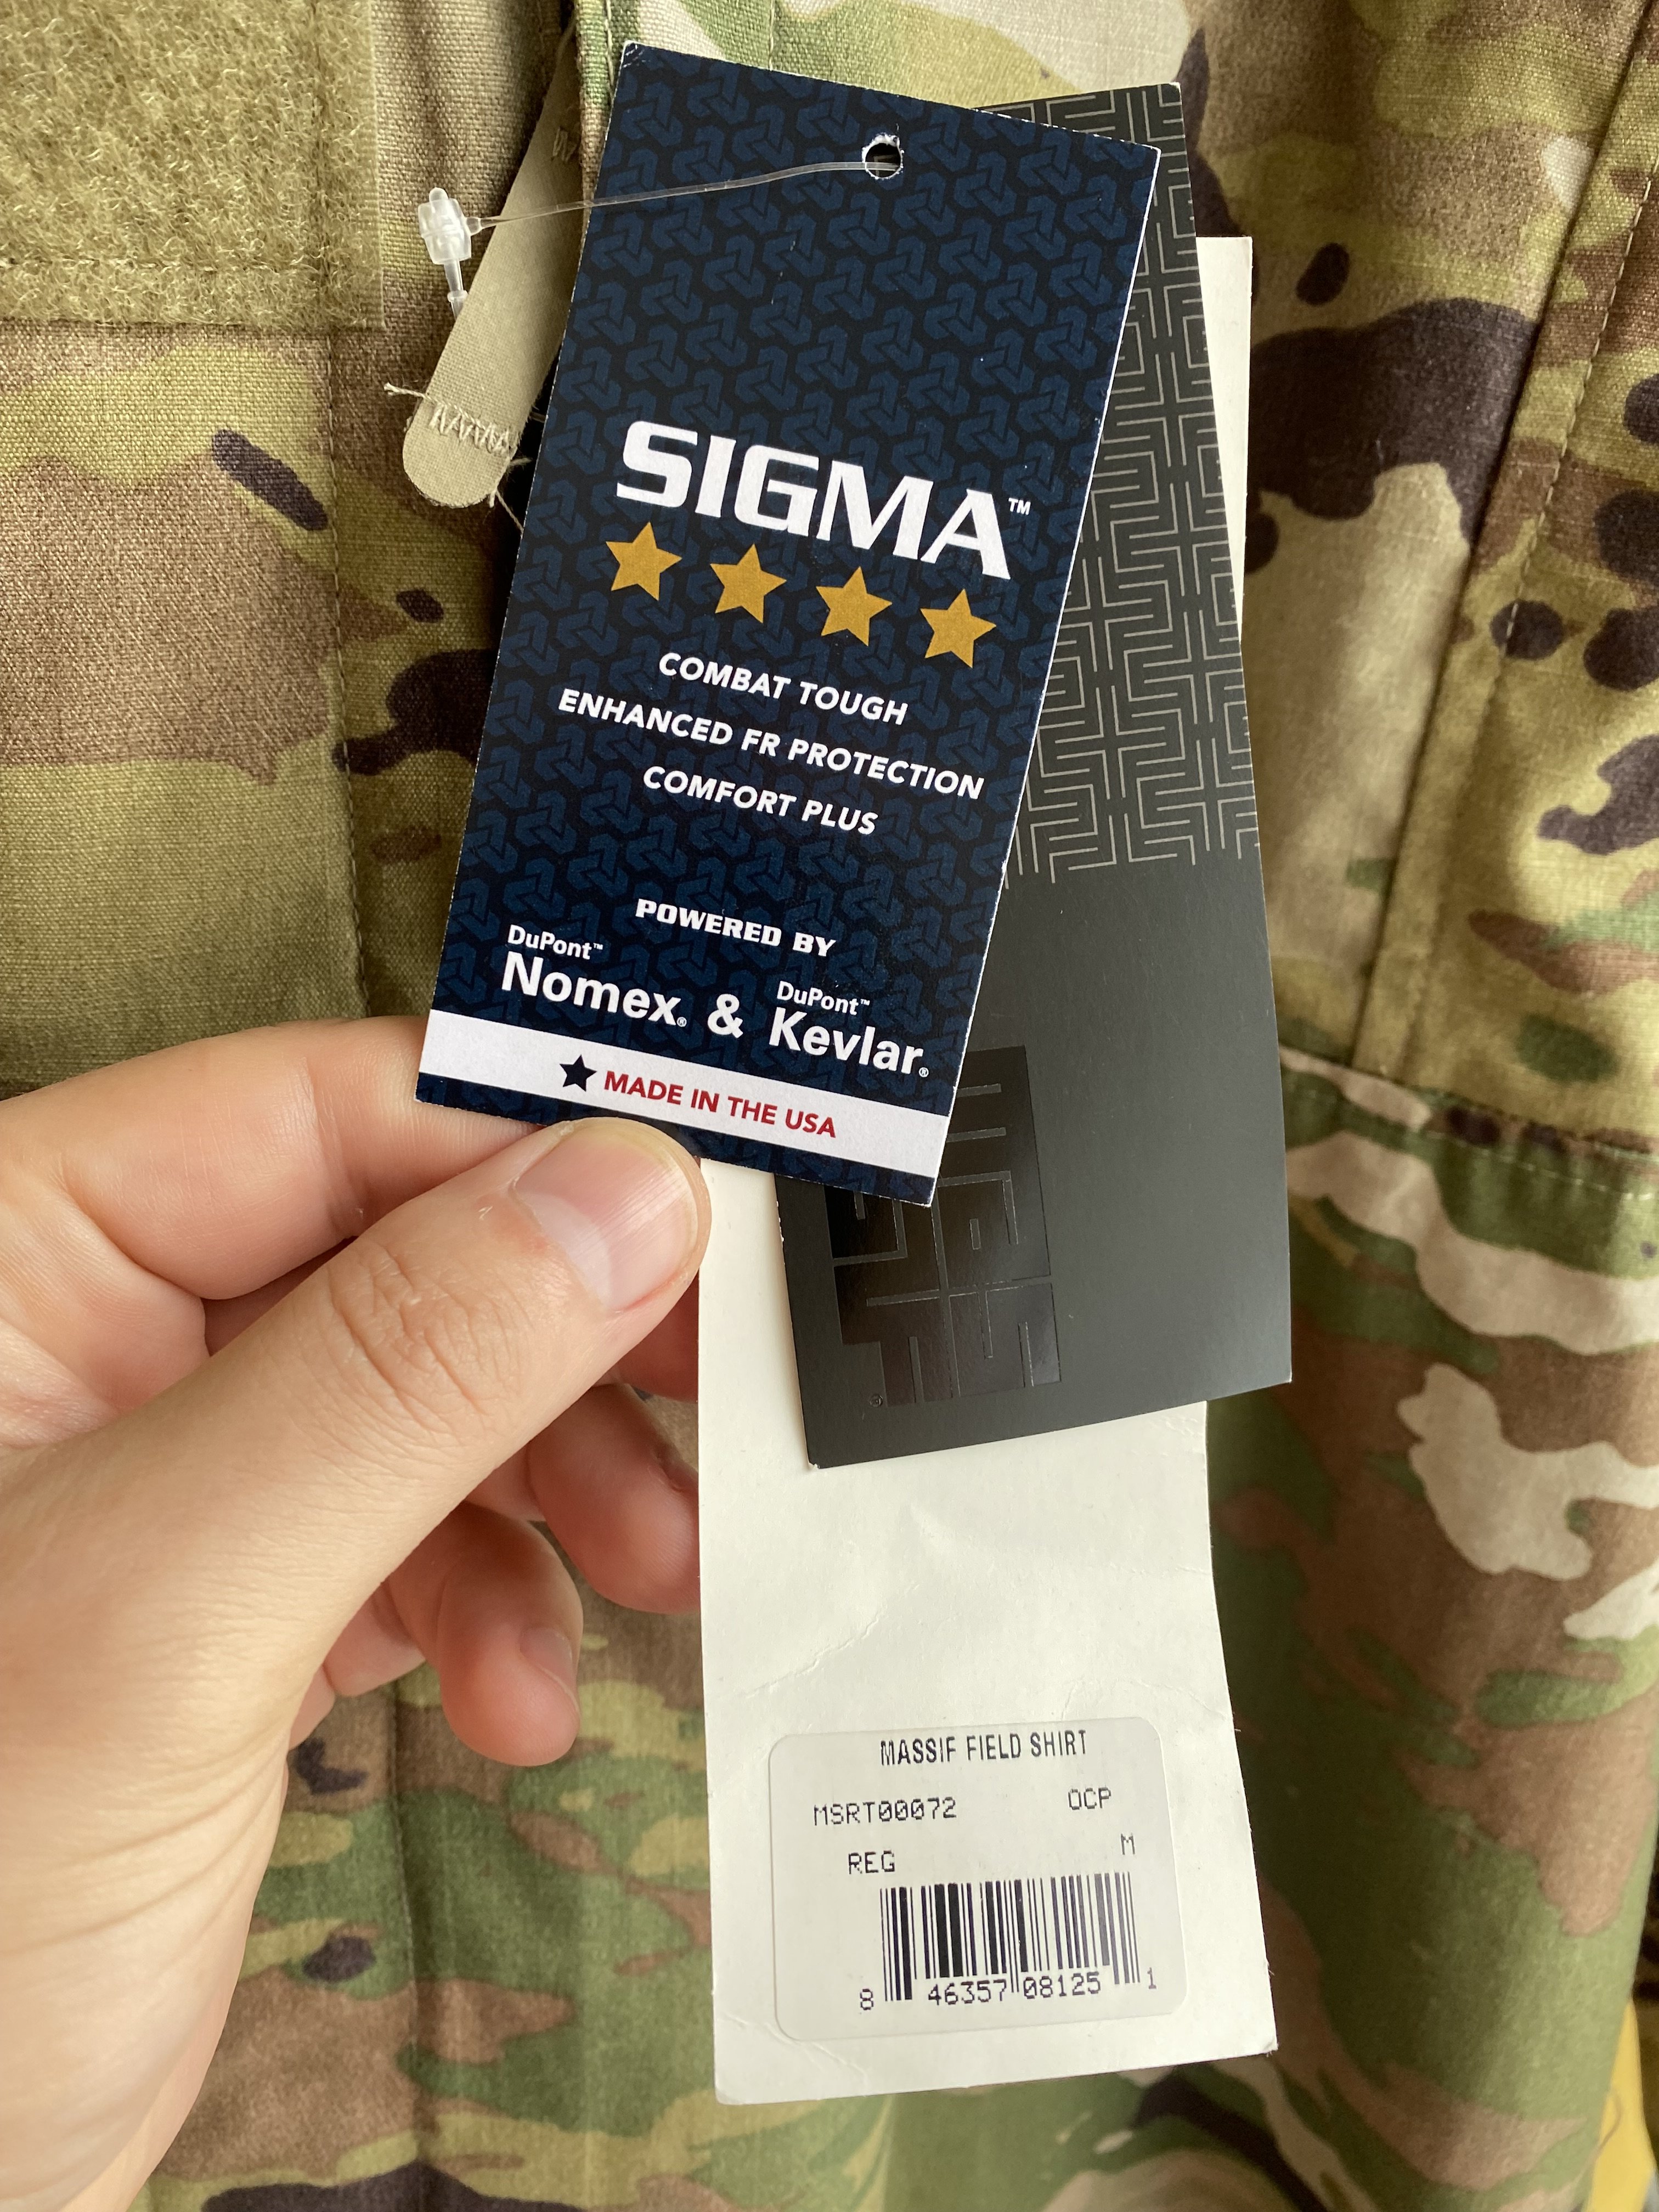 SIGMA™
COMBAT TOUGH
ENHANCED FR PROTECTION
COMFORT PLUS
POWERED BY
DuPont™ DuPont™
Nomex® & Kevlar®
★ MADE IN THE USA
MASSIF FIELD SHIRT
MSRT00072 OCP
REG M
8 46357 08125 1